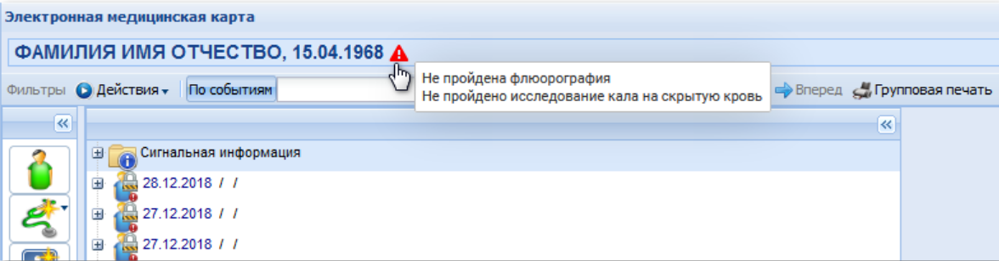 Электронная медицинская карта
ФАМИЛИЯ ИМЯ ОТЧЕСТВО, 15.04.1968
Не пройдена флюорография
Не пройдено исследование кала на скрытую кровь
Фильтры Действия По событиям Вперед Групповая печать
Сигнальная информация
28.12.2018 / /
27.12.2018 / /
27.12.2018 / /